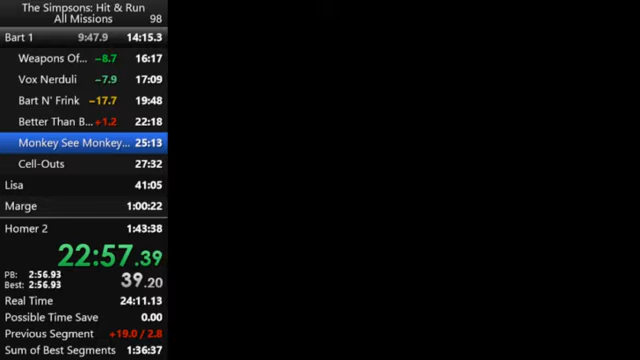 The Simpsons: Hit & Run
All Missions 98
Bart 1 9:47.9 14:15.3
Weapons Of... −8.7 16:17
Vox Nerduli −7.9 17:09
Bart N' Frink −17.7 19:48
Better Than B... +1.2 22:18
Monkey See Monkey... 25:13
Cell-Outs 27:32
Lisa 41:05
Marge 1:00:22
Homer 2 1:43:38
22:57.39
PB: 2:56.93
Best: 2:56.93
39.20
Real Time 24:11.13
Possible Time Save 0.00
Previous Segment +19.0 / 2.8
Sum of Best Segments 1:36:37